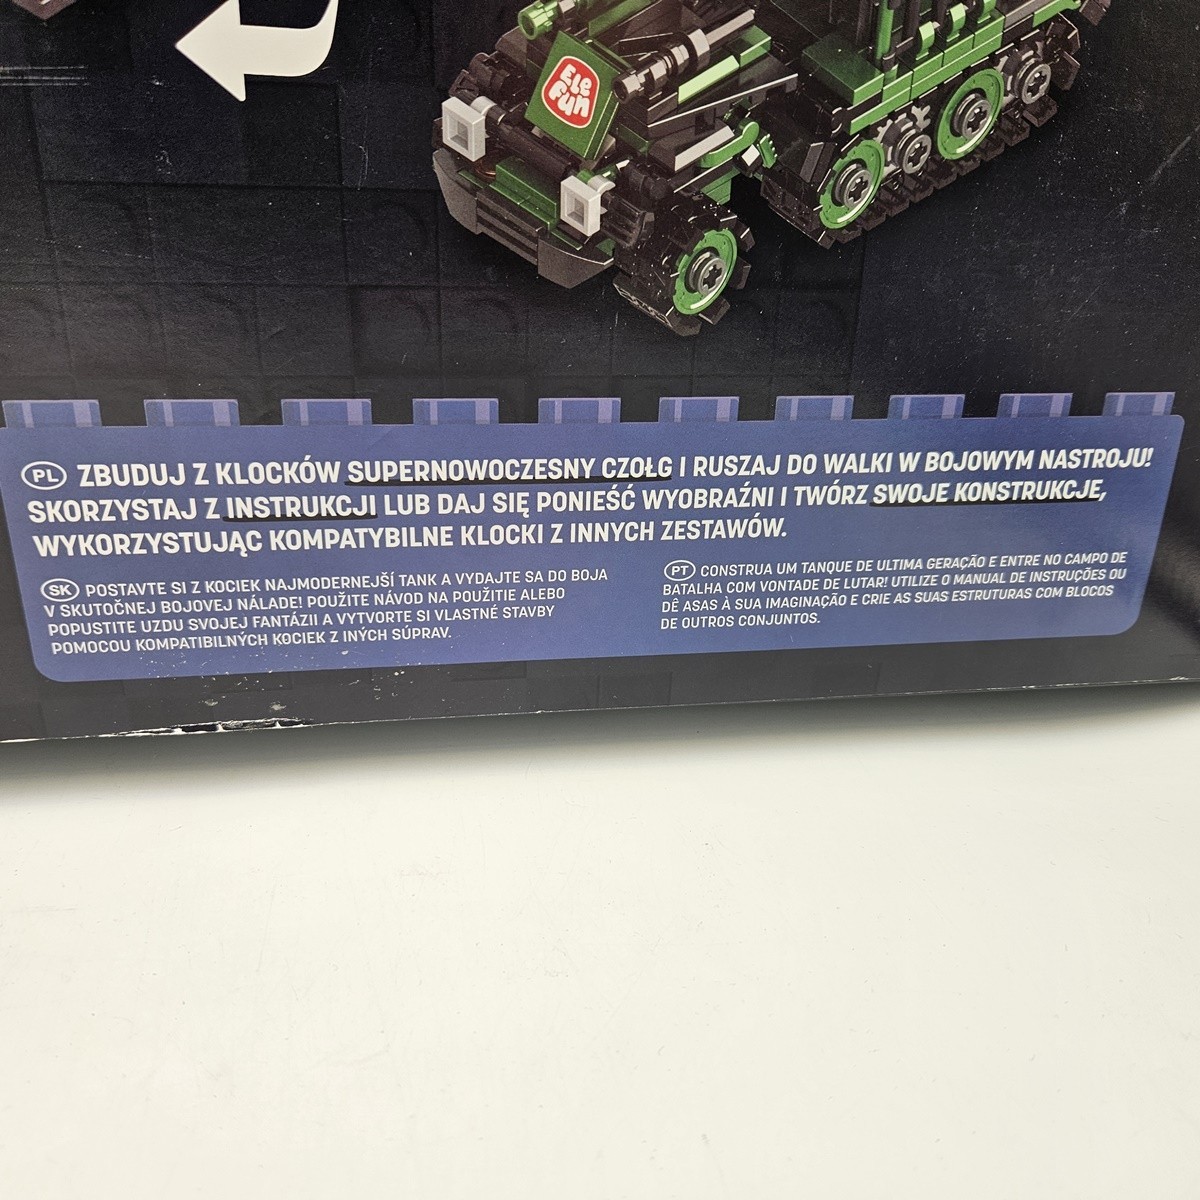 Ele
Fun
PL ZBUDUJ Z KLOCKÓW SUPERNOWOCZESNY CZOŁG I RUSZAJ DO WALKI W BOJOWYM NASTROJU!
SKORZYSTAJ Z INSTRUKCJI LUB DAJ SIĘ PONIEŚĆ WYOBRAŹNI I TWÓRZ SWOJE KONSTRUKCJE,
WYKORZYSTUJĄC KOMPATYBILNE KLOCKI Z INNYCH ZESTAWÓW.
SK POSTAVTE SI Z KOCIEK NAJMODERNEJŠÍ TANK A VYDAJTE SA DO BOJA
V SKUTOČNEJ BOJOVEJ NÁLADE! POUŽITE NÁVOD NA POUŽITIE ALEBO
POPUSTITE UZDU SVOJEJ FANTÁZII A VYTVORTE SI VLASTNÉ STAVBY
POMOCOU KOMPATIBILNÝCH KOCIEK Z INÝCH SÚPRAV.
PT CONSTRUA UM TANQUE DE ULTIMA GERAÇÃO E ENTRE NO CAMPO DE
BATALHA COM VONTADE DE LUTAR! UTILIZE O MANUAL DE INSTRUÇÕES OU
DÊ ASAS À SUA IMAGINAÇÃO E CRIE AS SUAS ESTRUTURAS COM BLOCOS
DE OUTROS CONJUNTOS.